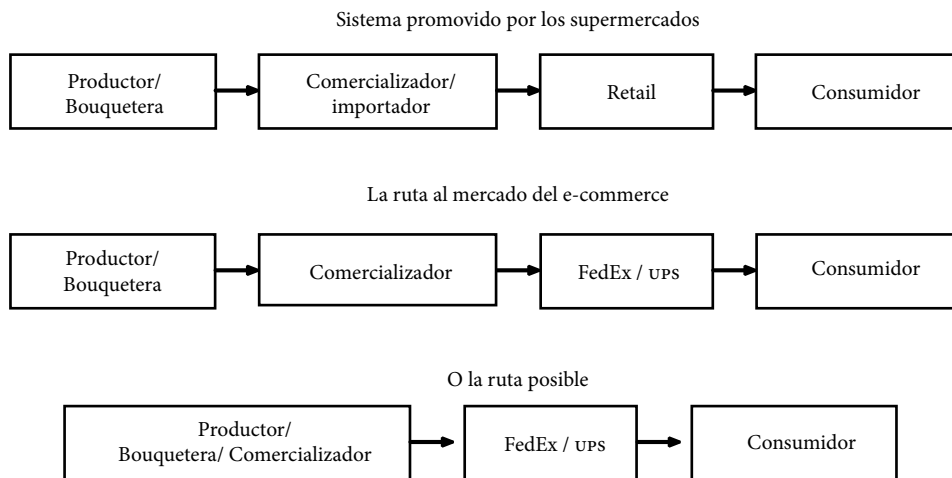 Sistema promovido por los supermercados
Productor/
Bouquetera
Comercializador/
importador
Retail
Consumidor
La ruta al mercado del e-commerce
Productor/
Bouquetera
Comercializador
FedEx / UPS
Consumidor
O la ruta posible
Productor/
Bouquetera/ Comercializador
FedEx / UPS
Consumidor